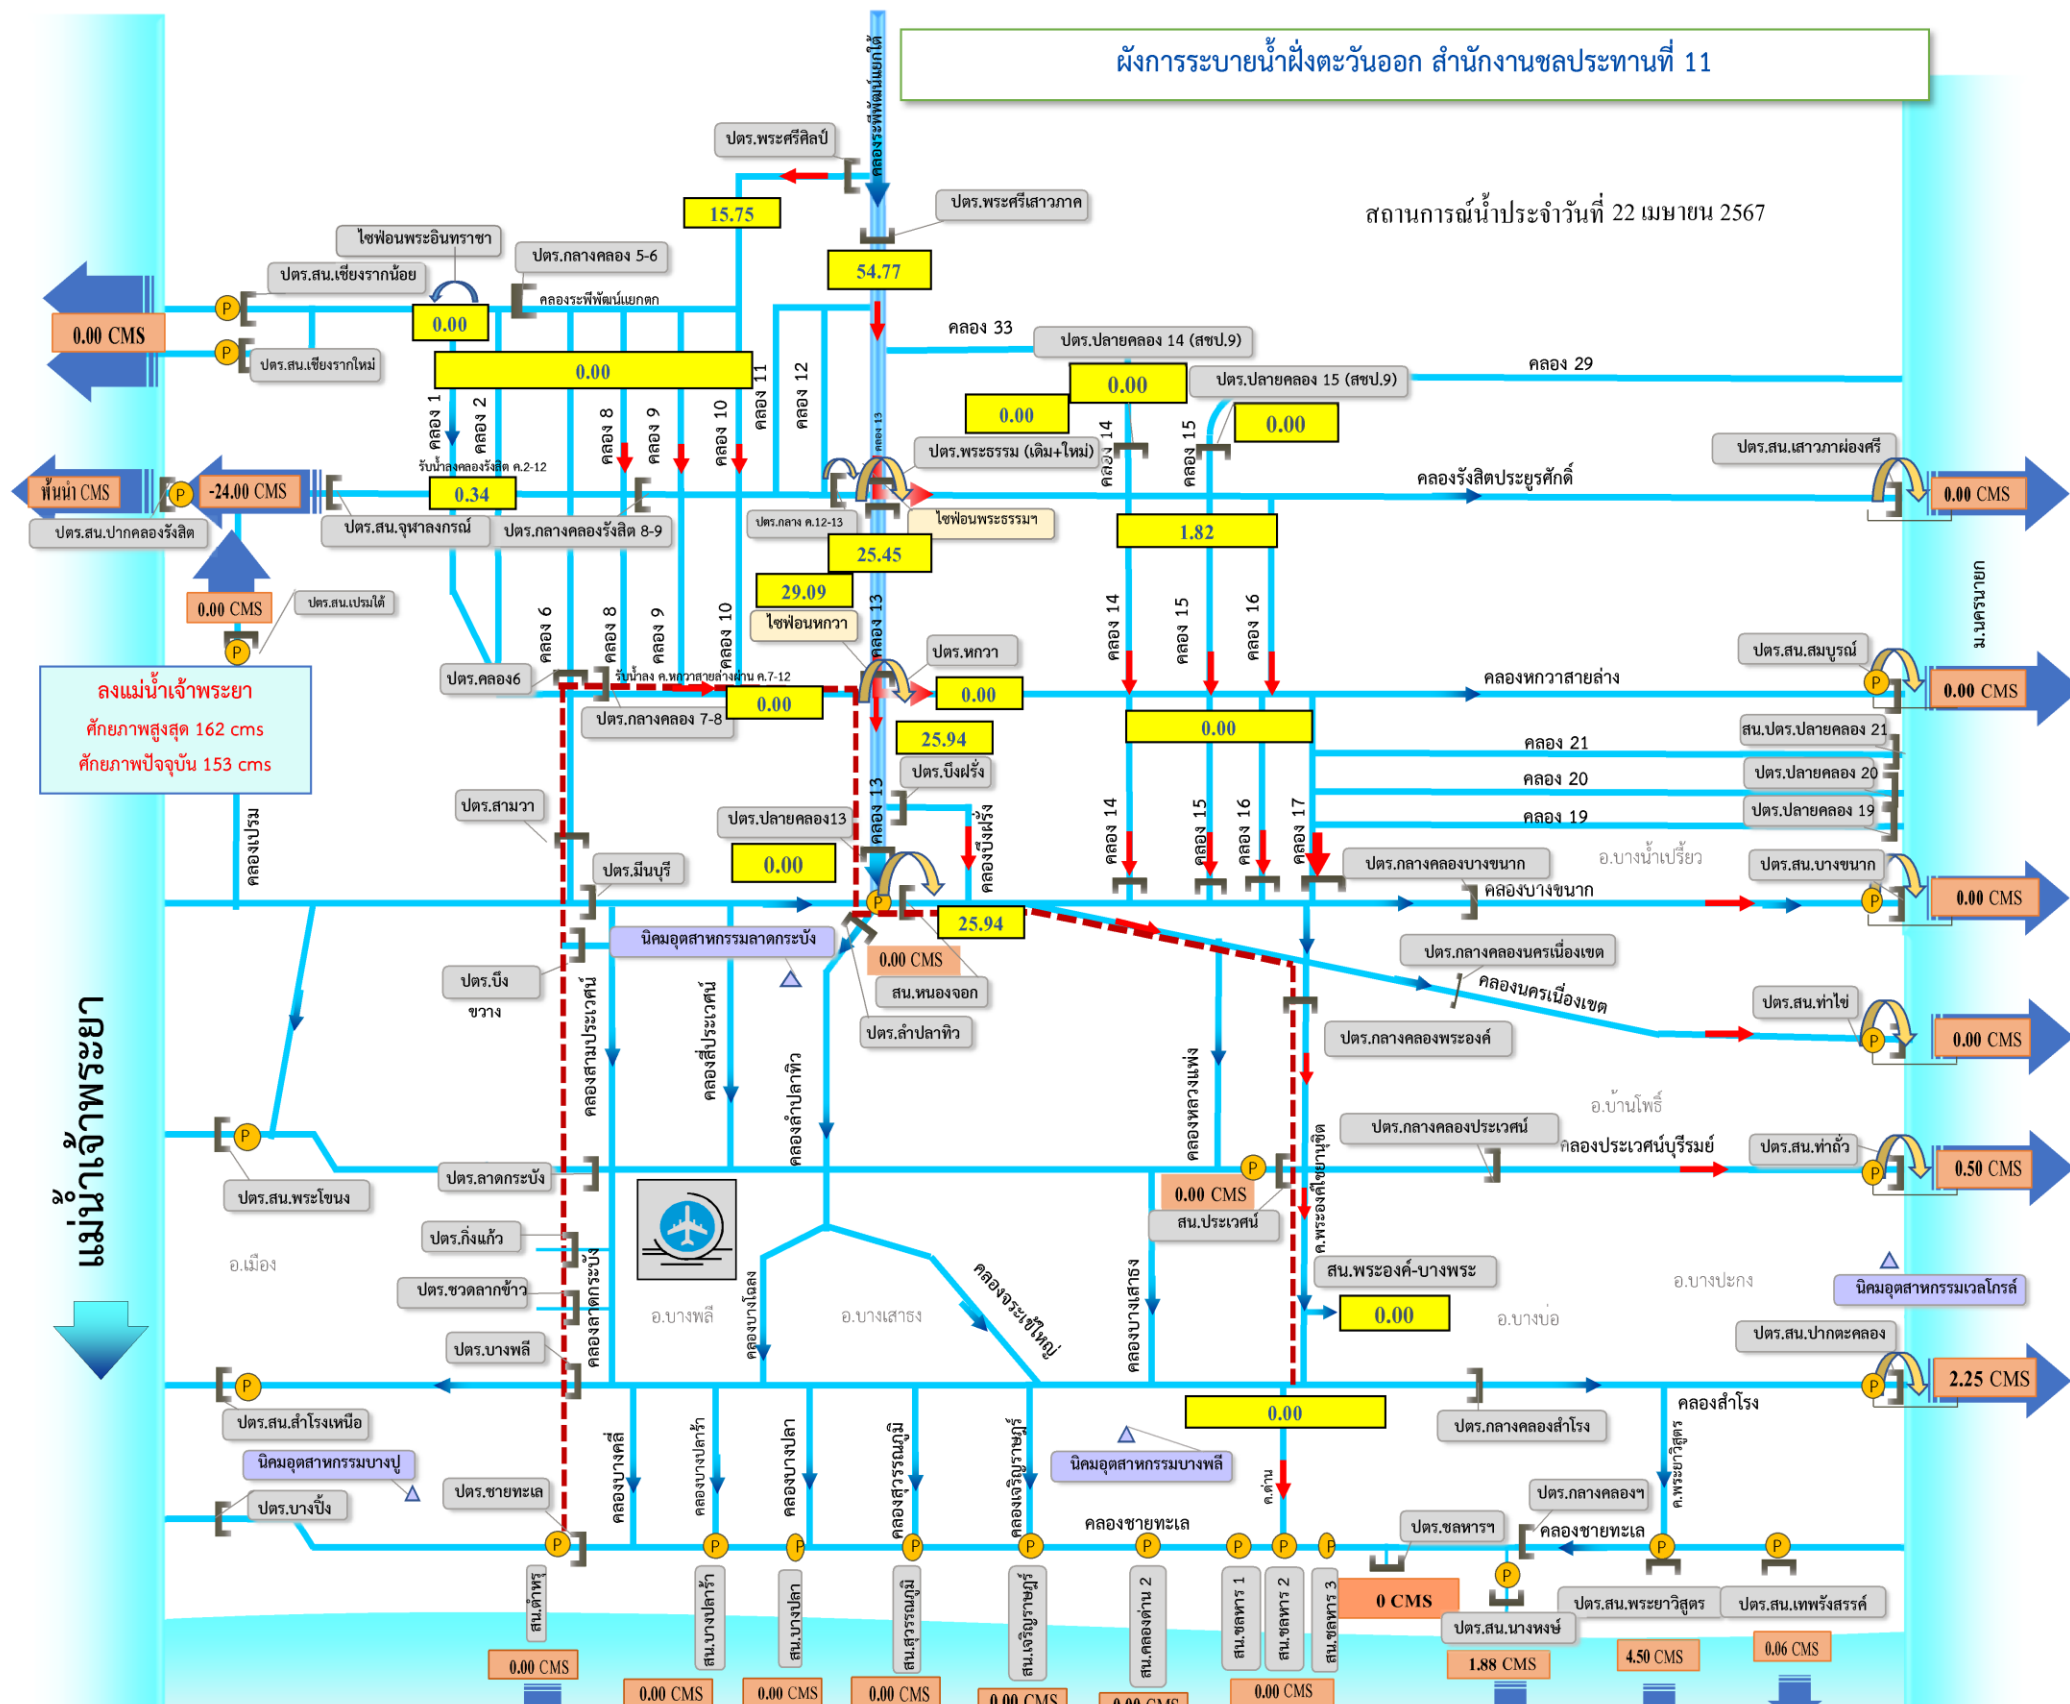 ผังการระบายน้ำฝั่งตะวันออก สำนักงานชลประทานที่ 11
คลองระพีพัฒน์แยกใต้
ปตร.พระศรีศิลป์
สถานการณ์น้ำประจำวันที่ 22 เมษายน 2567
15.75
ปตร.พระศรีเสาวภาค
ไซฟ่อนพระอินทราชา
ปตร.กลางคลอง 5-6
ปตร.สน.เชียงรากน้อย
54.77
คลองระพีพัฒน์แยกตก
0.00
0.00 CMS
คลอง 33
ปตร.ปลายคลอง 14 (สชป.9)
ปตร.สน.เชียงรากใหม่
0.00
คลอง 29
0.00
ปตร.ปลายคลอง 15 (สชป.9)
0.00
0.00
คลอง 1
คลอง 2
คลอง 8
คลอง 9
คลอง 10
คลอง 11
คลอง 12
คลอง 13
คลอง 14
คลอง 15
ปตร.พระธรรม (เดิม+ใหม่)
ปตร.สน.เสาวภาผ่องศรี
รับน้ำลงคลองรังสิต ค.2-12
คลองรังสิตประยูรศักดิ์
พื้นน้ำ CMS
P
-24.00 CMS
0.34
0.00 CMS
ปตร.สน.ปากคลองรังสิต
ปตร.สน.จุฬาลงกรณ์
ปตร.กลางคลองรังสิต 8-9
ปตร.กลาง ค.12-13
ไซฟ่อนพระธรรมฯ
1.82
25.45
29.09
0.00 CMS
ปตร.สน.เปรมใต้
ไซฟ่อนหกวา
คลอง 6
คลอง 8
คลอง 9
คลอง 10
คลอง 13
คลอง 14
คลอง 15
คลอง 16
ม.นครนายก
ปตร.หกวา
ปตร.สน.สมบูรณ์
ปตร.คลอง6
รับน้ำลง ค.หกวาสายล่างผ่าน ค.7-12
คลองหกวาสายล่าง
ลงแม่น้ำเจ้าพระยา
ศักยภาพสูงสุด 162 cms
ศักยภาพปัจจุบัน 153 cms
0.00
0.00
0.00 CMS
ปตร.กลางคลอง 7-8
0.00
25.94
สน.ปตร.ปลายคลอง 21
คลอง 21
ปตร.บึงฝรั่ง
ปตร.ปลายคลอง 20
คลอง 20
ปตร.สามวา
ปตร.ปลายคลอง13
ปตร.ปลายคลอง 19
คลอง 19
คลองเปรม
คลอง 13
คลองบึงฝรั่ง
คลอง 14
คลอง 15
คลอง 16
คลอง 17
อ.บางน้ำเปรี้ยว
0.00
ปตร.มีนบุรี
ปตร.กลางคลองบางขนาก
ปตร.สน.บางขนาก
คลองบางขนาก
0.00 CMS
25.94
นิคมอุตสาหกรรมลาดกระบัง
0.00 CMS
ปตร.กลางคลองนครเนื่องเขต
ปตร.บึง
ขวาง
สน.หนองจอก
คลองนครเนื่องเขต
ปตร.สน.ท่าไข่
ปตร.ลำปลาทิว
ปตร.กลางคลองพระองค์
0.00 CMS
แม่น้ำเจ้าพระยา
คลองสามประเวศน์
คลองสี่ประเวศน์
คลองลำปลาทิว
คลองหลวงแพ่ง
อ.บ้านโพธิ์
ปตร.กลางคลองประเวศน์
คลองประเวศน์บุรีรมย์
ปตร.สน.ท่าถั่ว
ปตร.ลาดกระบัง
0.50 CMS
ปตร.สน.พระโขนง
0.00 CMS
สน.ประเวศน์
ค.พระองค์ไชยานุชิต
ปตร.กิ่งแก้ว
อ.เมือง
สน.พระองค์-บางพระ
อ.บางปะกง
ปตร.ชวดลากข้าว
นิคมอุตสาหกรรมเวลโกรล์
คลองลาดกระบัง
อ.บางพลี
คลองบางโฉลง
อ.บางเสาธง
คลองจระเข้ใหญ่
คลองบางเสาธง
0.00
อ.บางบ่อ
ปตร.สน.ปากตะคลอง
ปตร.บางพลี
2.25 CMS
ปตร.สน.สำโรงเหนือ
0.00
ปตร.กลางคลองสำโรง
คลองสำโรง
นิคมอุตสาหกรรมบางปู
นิคมอุตสาหกรรมบางพลี
คลองบางคลี่
คลองบางปลาร้า
คลองบางปลา
คลองสุวรรณภูมิ
คลองเจริญราษฎร์
ค.ด่าน
ค.พระยาวิสูตร
ปตร.ชายทะเล
ปตร.บางปิ้ง
ปตร.กลางคลองฯ
คลองชายทะเล
ปตร.ชลหารฯ
คลองชายทะเล
สน.ตำหรุ
สน.บางปลาร้า
สน.บางปลา
สน.สุวรรณภูมิ
สน.เจริญราษฎร์
สน.คลองด่าน 2
สน.ชลหาร 1
สน.ชลหาร 2
สน.ชลหาร 3
0 CMS
ปตร.สน.พระยาวิสูตร
ปตร.สน.เทพรังสรรค์
ปตร.สน.นางหงษ์
0.00 CMS
1.88 CMS
4.50 CMS
0.06 CMS
0.00 CMS
0.00 CMS
0.00 CMS
0.00 CMS
0.00 CMS
0.00 CMS